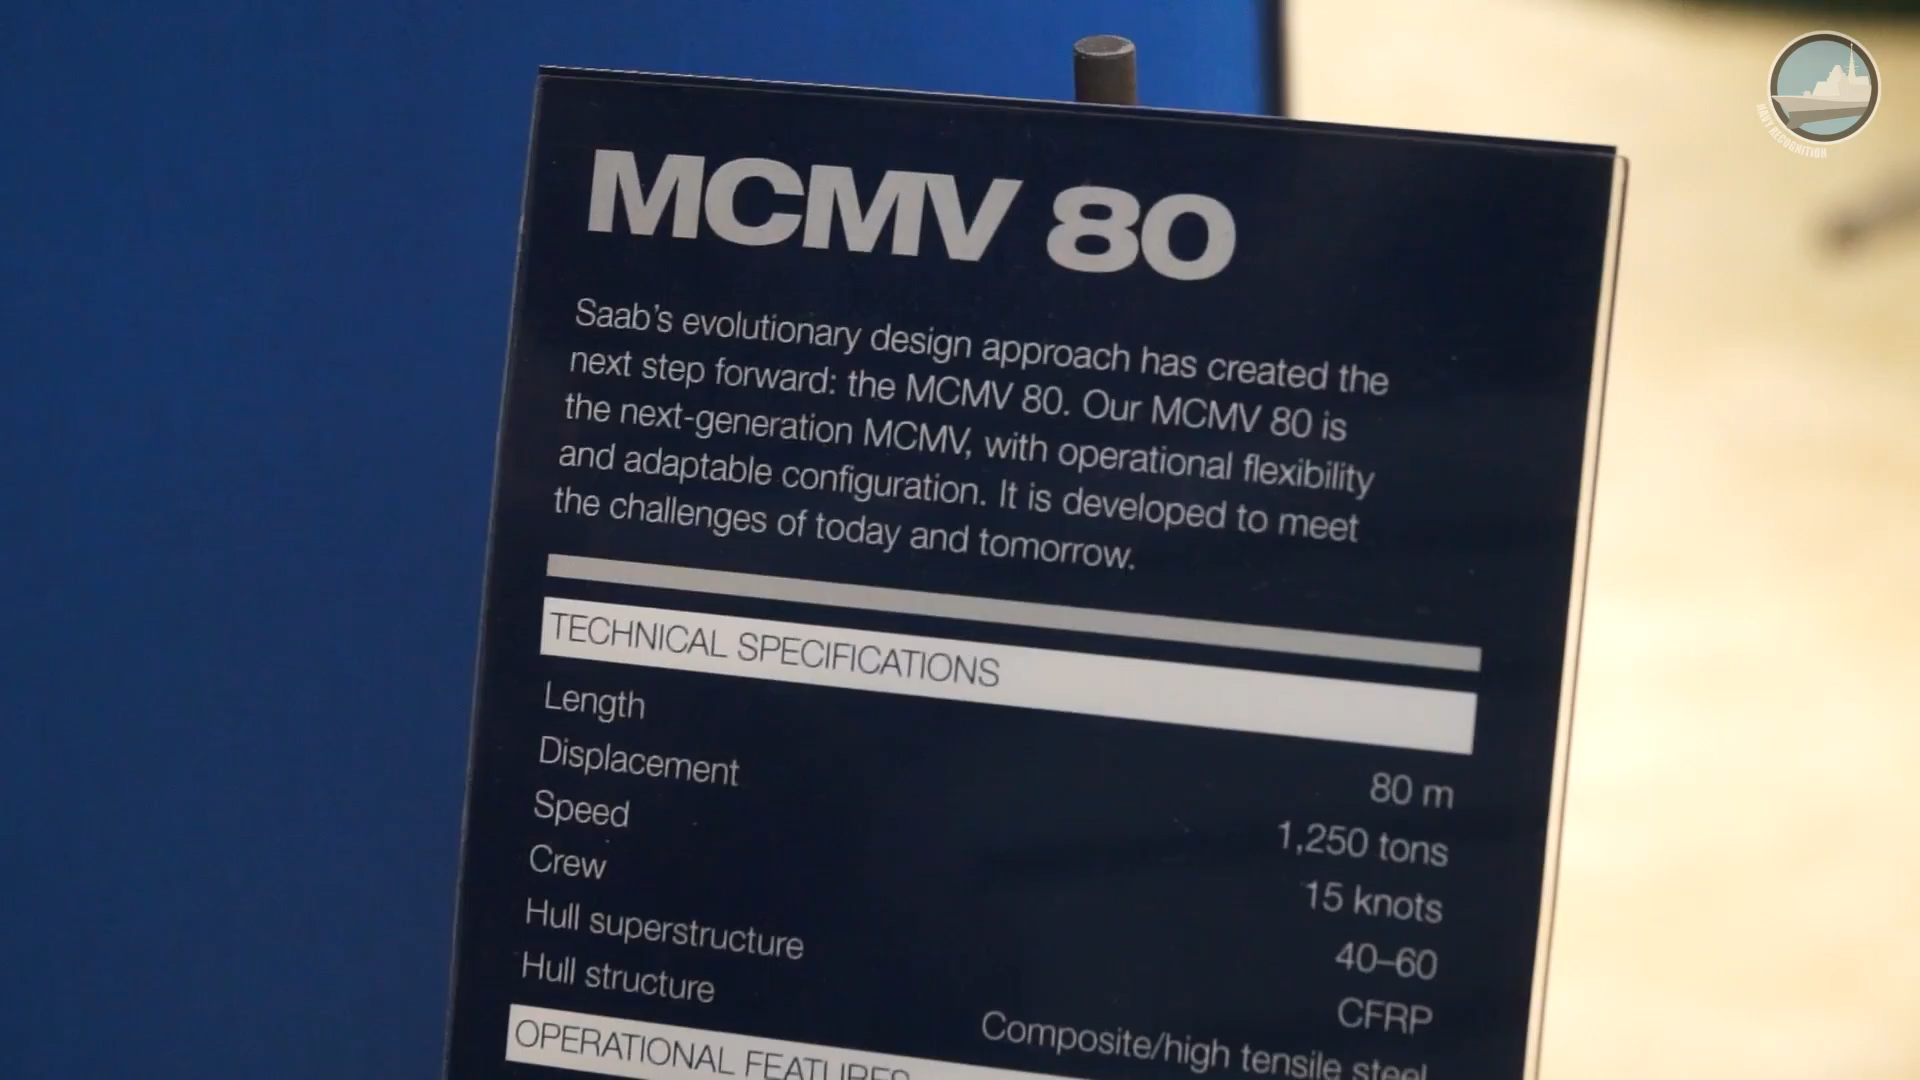 NAVY RECOGNITION
MCMV 80
Saab's evolutionary design approach has created the
next step forward: the MCMV 80. Our MCMV 80 is
the next-generation MCMV, with operational flexibility
and adaptable configuration. It is developed to meet
the challenges of today and tomorrow.
TECHNICAL SPECIFICATIONS
Length 80 m
Displacement 1,250 tons
Speed 15 knots
Crew 40–60
Hull superstructure CFRP
Hull structure Composite/high tensile steel
OPERATIONAL FEATURES